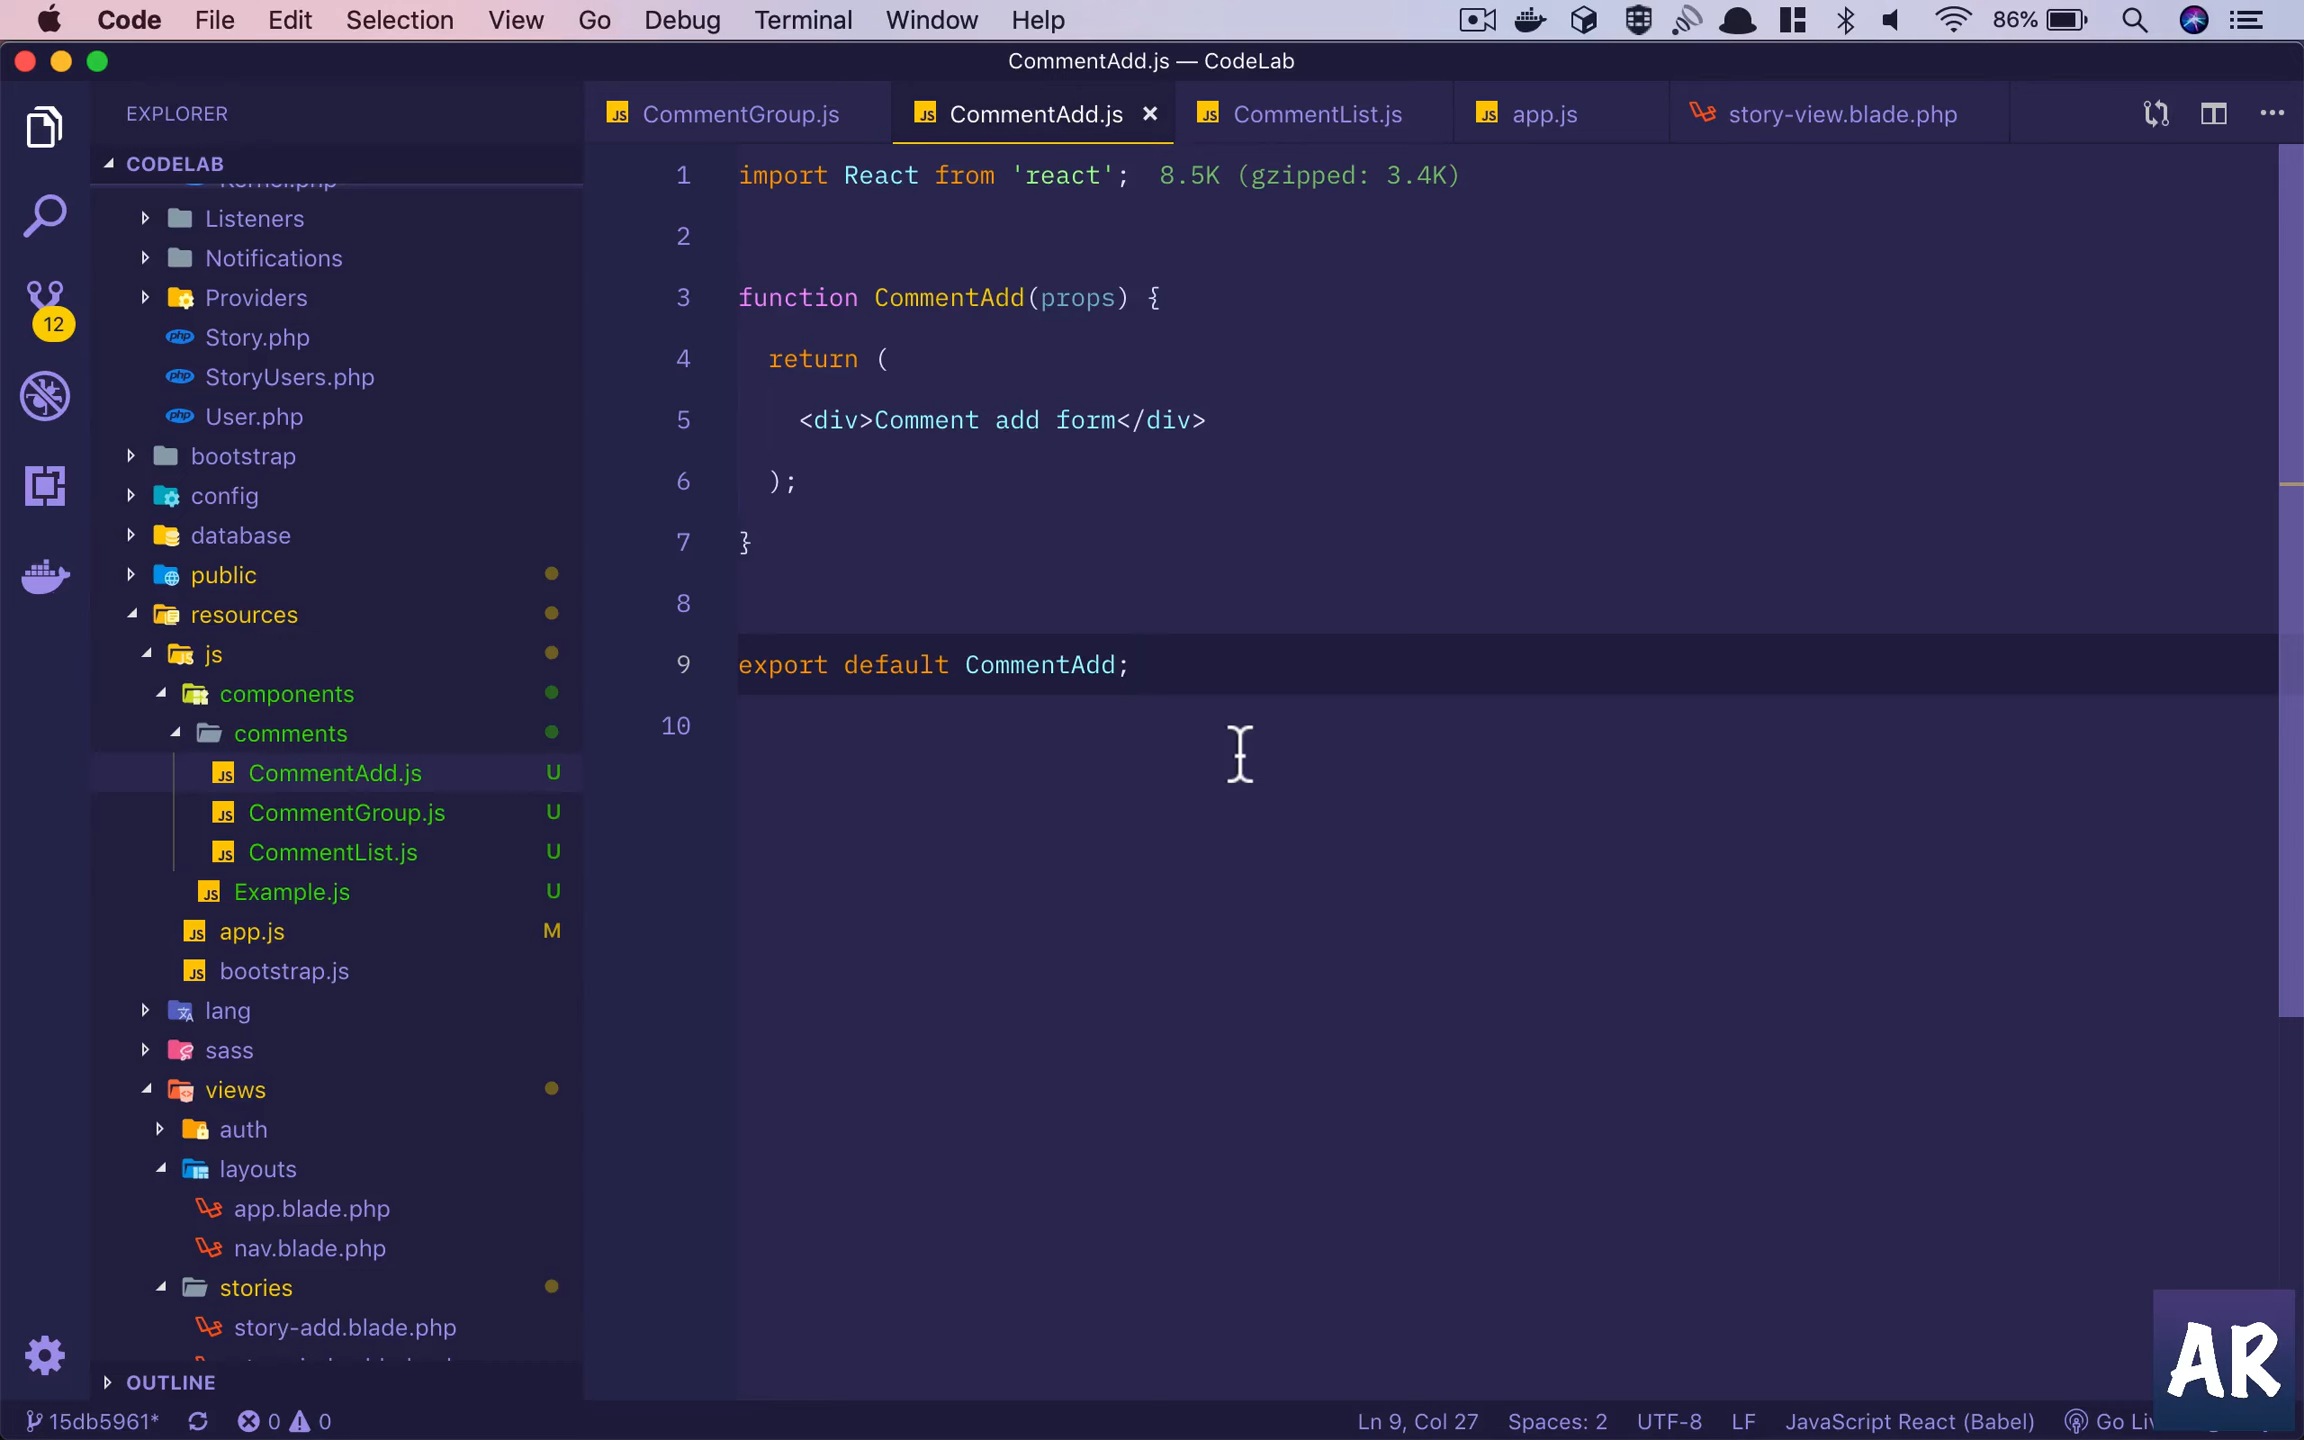 Code File Edit Selection View Go Debug Terminal Window Help 86%
CommentAdd.js — CodeLab
EXPLORER
CommentGroup.js CommentAdd.js CommentList.js app.js story-view.blade.php
CODELAB
Kernel.php
Listeners
Notifications
Providers
Story.php
StoryUsers.php
User.php
bootstrap
config
database
public
resources
js
components
comments
CommentAdd.js U
CommentGroup.js U
CommentList.js U
Example.js U
app.js M
bootstrap.js
lang
sass
views
auth
layouts
app.blade.php
nav.blade.php
stories
story-add.blade.php
OUTLINE
12
1 import React from 'react'; 8.5K (gzipped: 3.4K)
2
3 function CommentAdd(props) {
4 return (
5 <div>Comment add form</div>
6 );
7 }
8
9 export default CommentAdd;
10
AR
15db5961* 0 0 Ln 9, Col 27 Spaces: 2 UTF-8 LF JavaScript React (Babel) Go